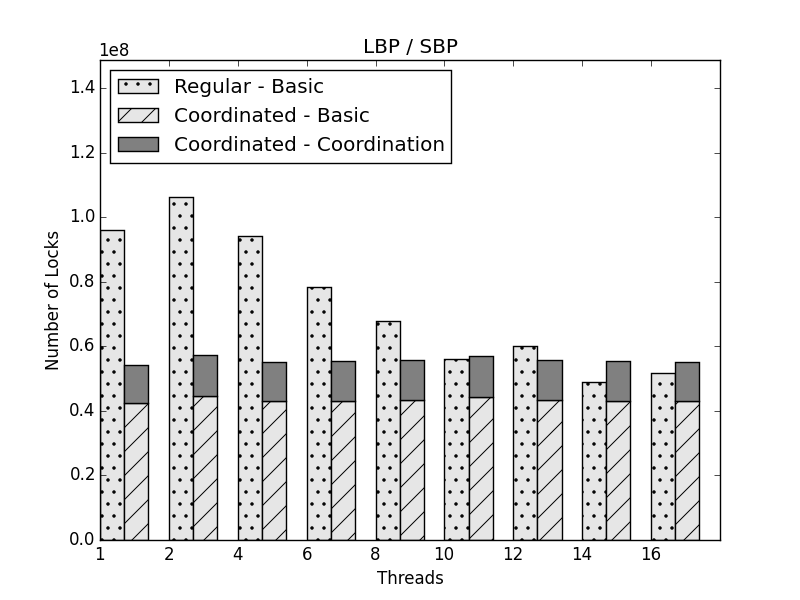 LBP / SBP
1e8
Regular - Basic
Coordinated - Basic
Coordinated - Coordination
Number of Locks
1.4
1.2
1.0
0.8
0.6
0.4
0.2
0.0
1 2 4 6 8 10 12 14 16
Threads